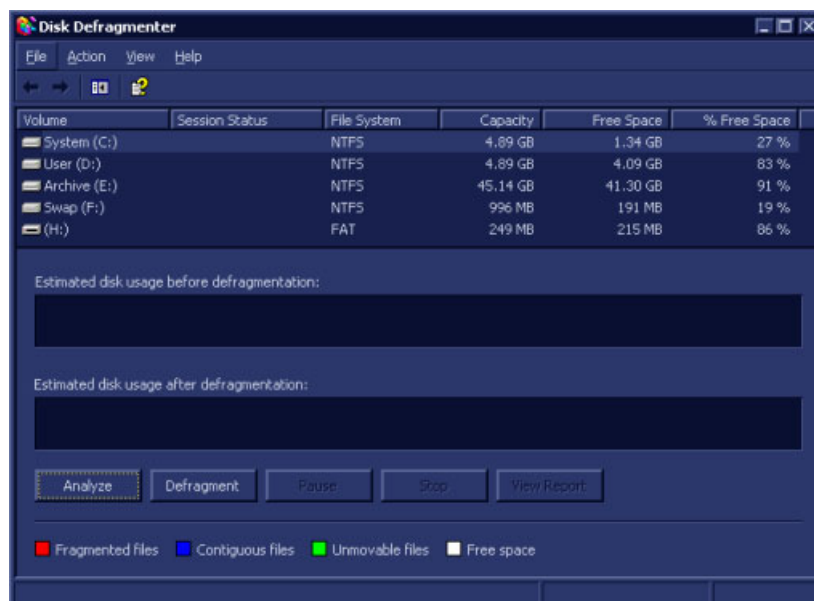 Disk Defragmenter
File Action View Help
Volume Session Status File System Capacity Free Space % Free Space
System (C:) NTFS 4.89 GB 1.34 GB 27 %
User (D:) NTFS 4.89 GB 4.09 GB 83 %
Archive (E:) NTFS 45.14 GB 41.30 GB 91 %
Swap (F:) NTFS 996 MB 191 MB 19 %
(H:) FAT 249 MB 215 MB 86 %
Estimated disk usage before defragmentation:
Estimated disk usage after defragmentation:
Analyze Defragment Pause Stop View Report
Fragmented files Contiguous files Unmovable files Free space